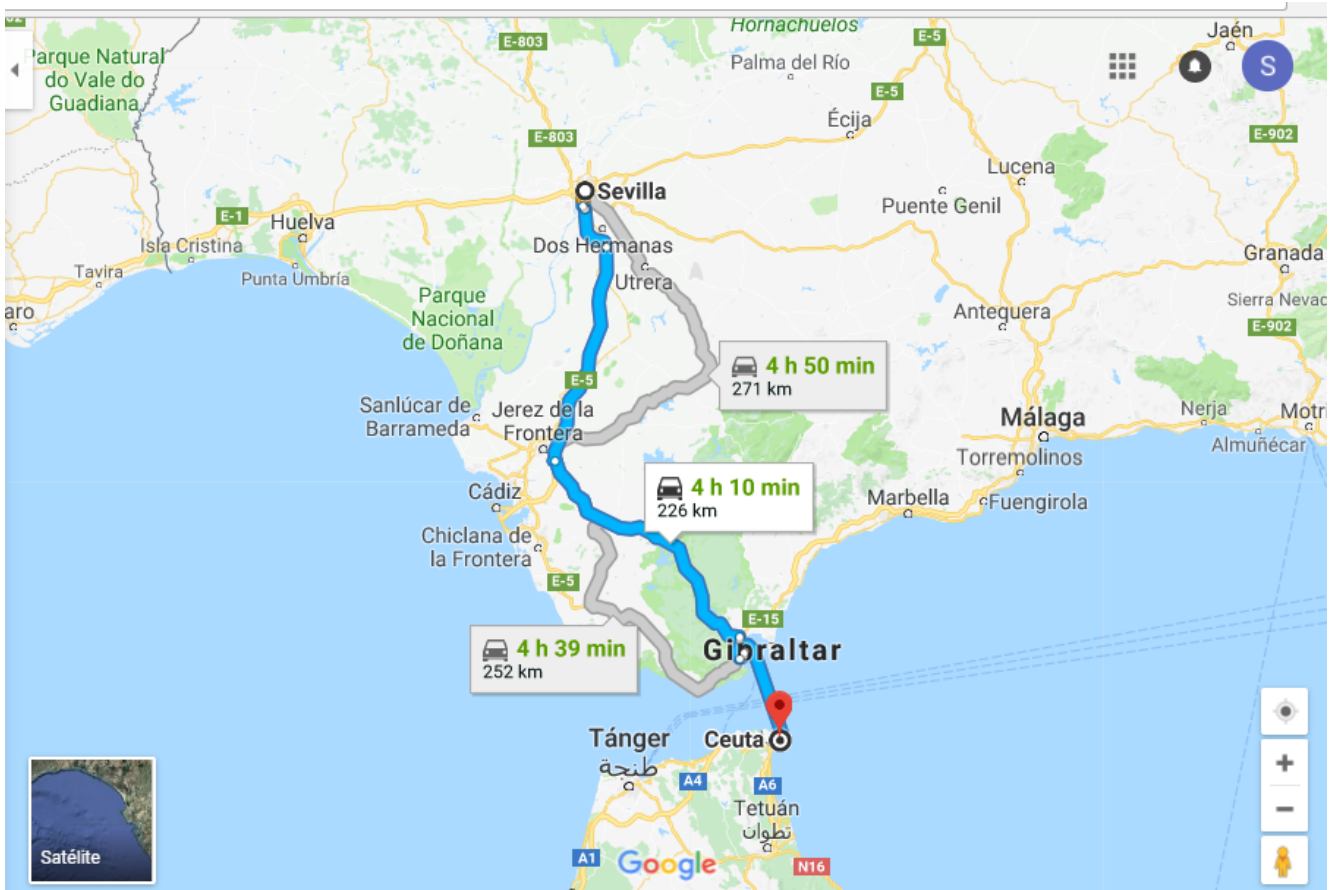 Hornachuelos
E-803
E-5
Jaén
Parque Natural
do Vale do
Guadiana
Palma del Río
S
E-5
Écija
E-803
E-902
Lucena
Sevilla
Puente Genil
E-1
Huelva
Isla Cristina
Dos Hermanas
Granada
Tavira
Punta Umbría
Utrera
Parque
Nacional
de Doñana
Antequera
Sierra Nevad
E-902
aro
4 h 50 min
271 km
E-5
Sanlúcar de
Barrameda
Jerez de la
Frontera
Málaga
Nerja
Motri
Almuñécar
Torremolinos
4 h 10 min
226 km
Cádiz
Marbella
Fuengirola
Chiclana de
la Frontera
E-5
E-15
4 h 39 min
252 km
Gibraltar
Tánger
طنجة
Ceuta
A4
A6
Tetuán
تطوان
Satélite
A1
Google
N16